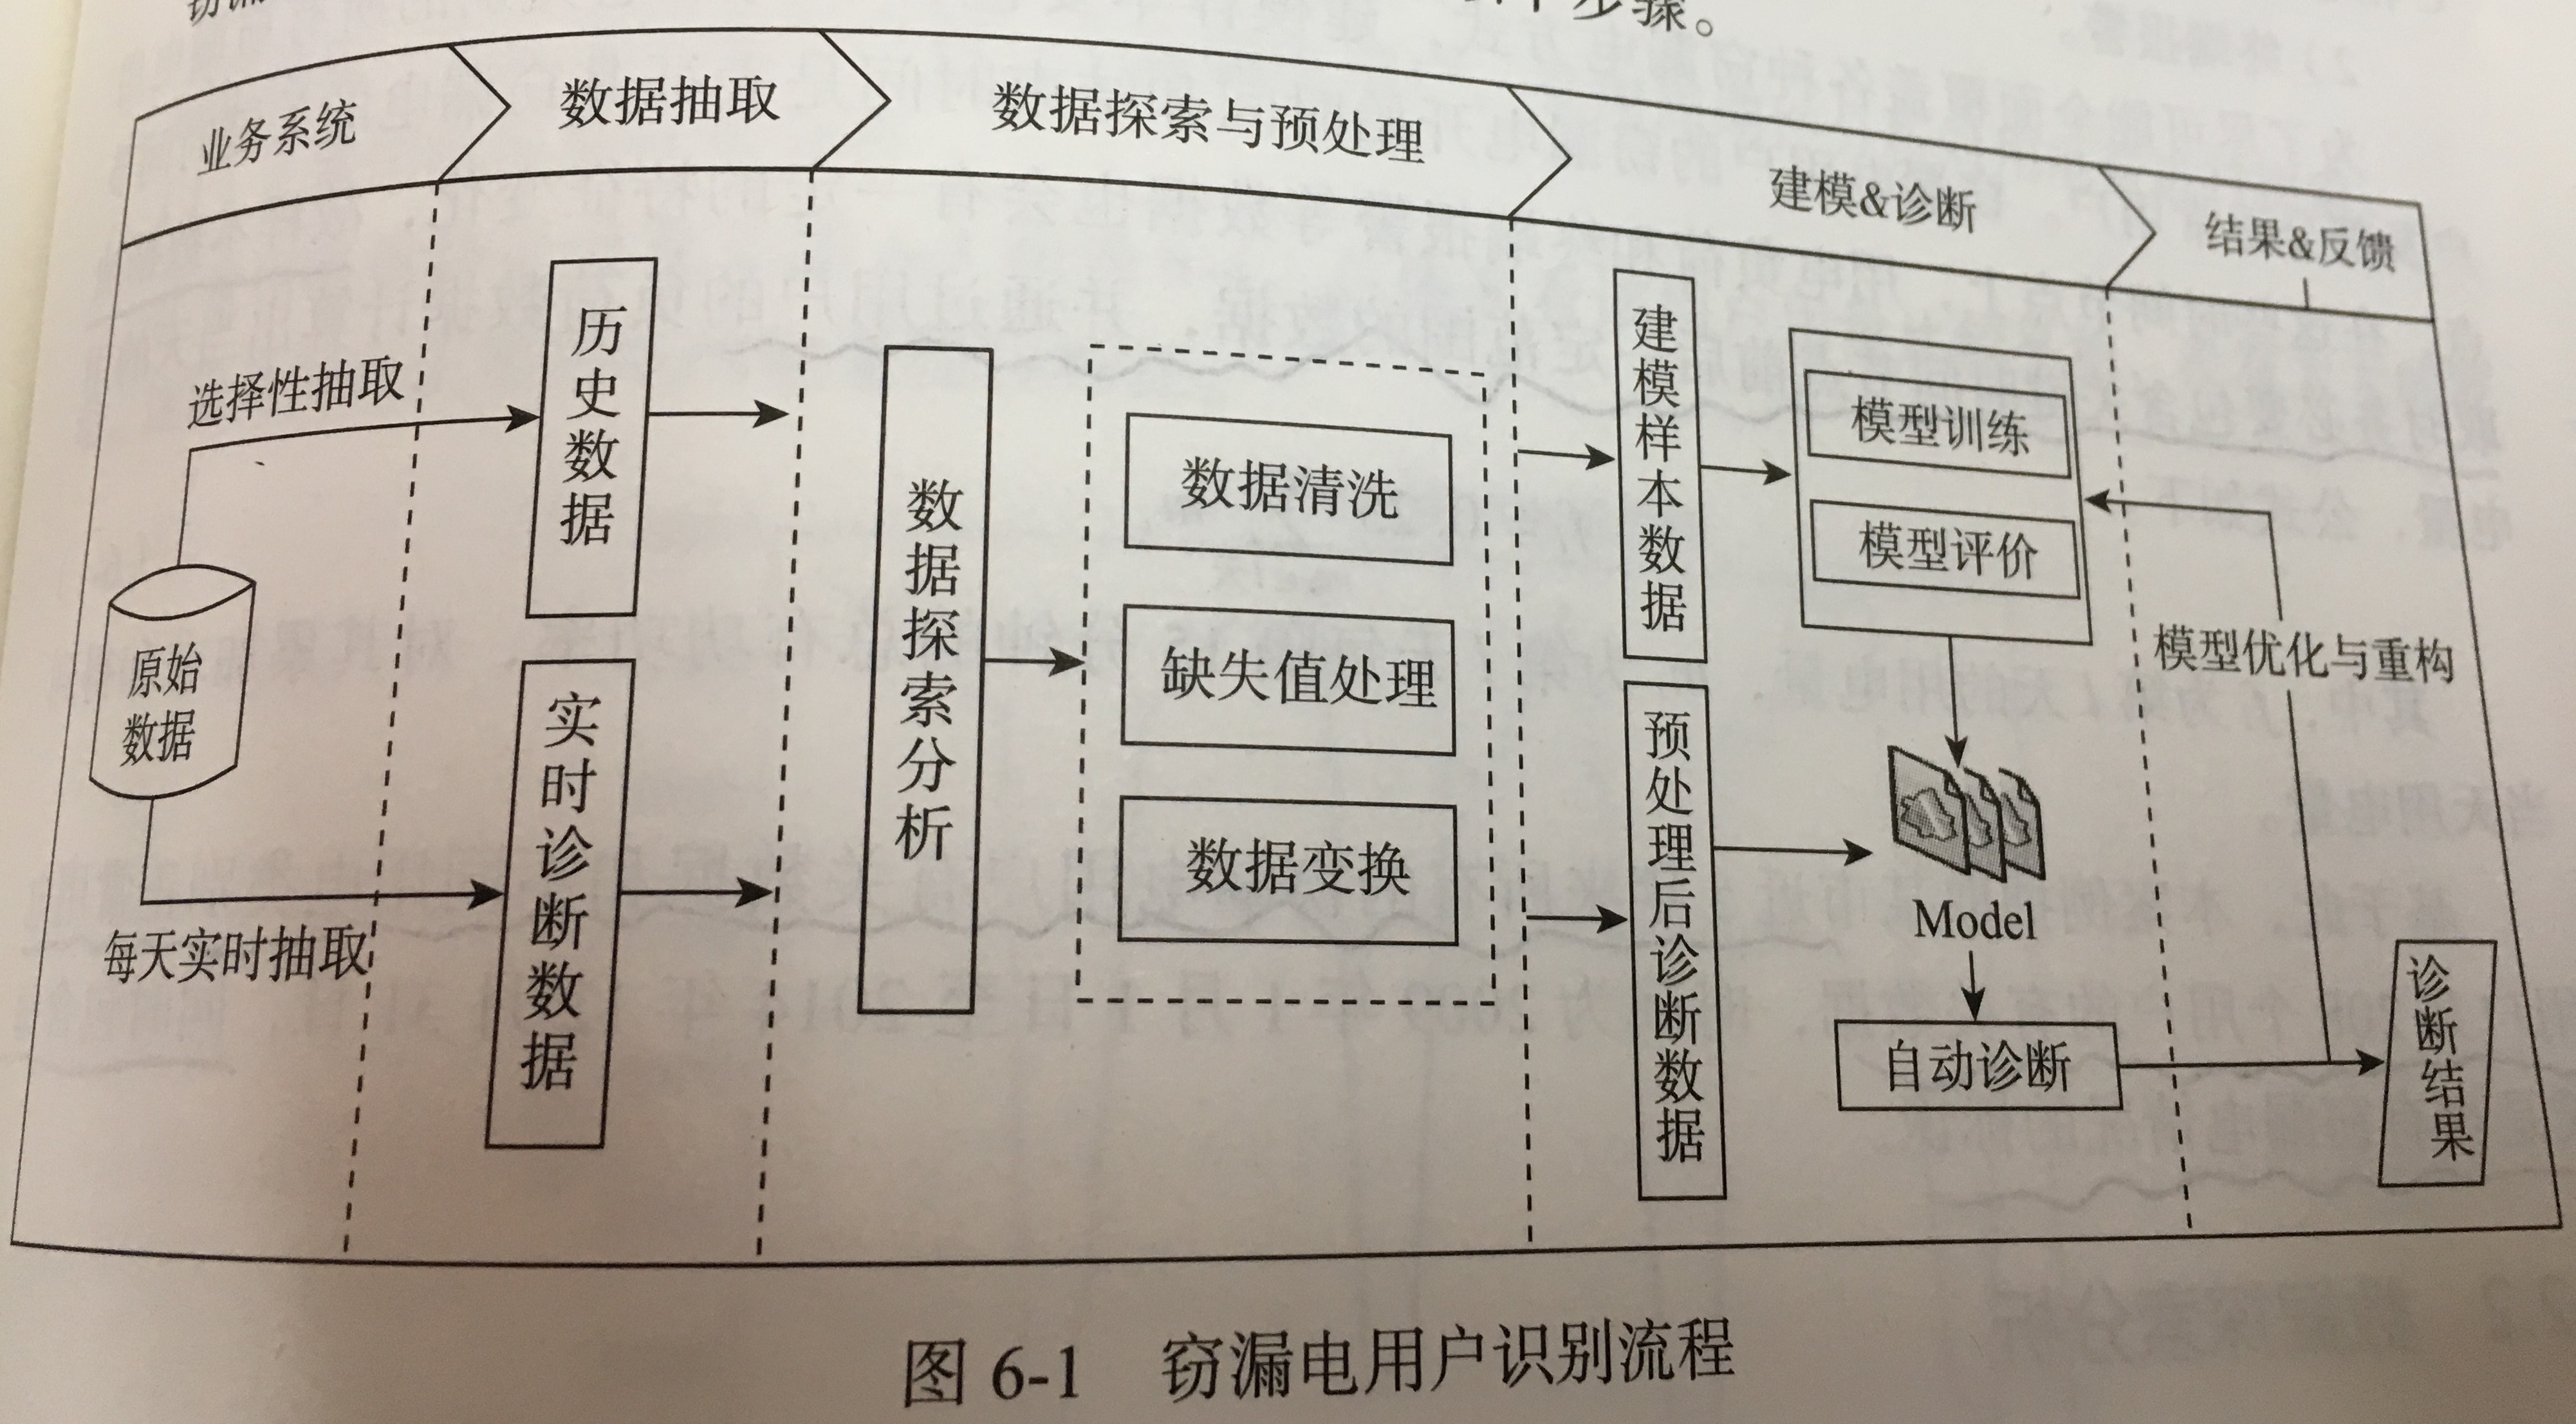 步骤。
业务系统
数据抽取
数据探索与预处理
建模&诊断
结果&反馈
选择性抽取
原始
数据
每天实时抽取
历史数据
实时诊断数据
数据探索分析
数据清洗
缺失值处理
数据变换
建模样本数据
预处理后诊断数据
模型训练
模型评价
Model
自动诊断
模型优化与重构
诊断结果
图 6-1 窃漏电用户识别流程